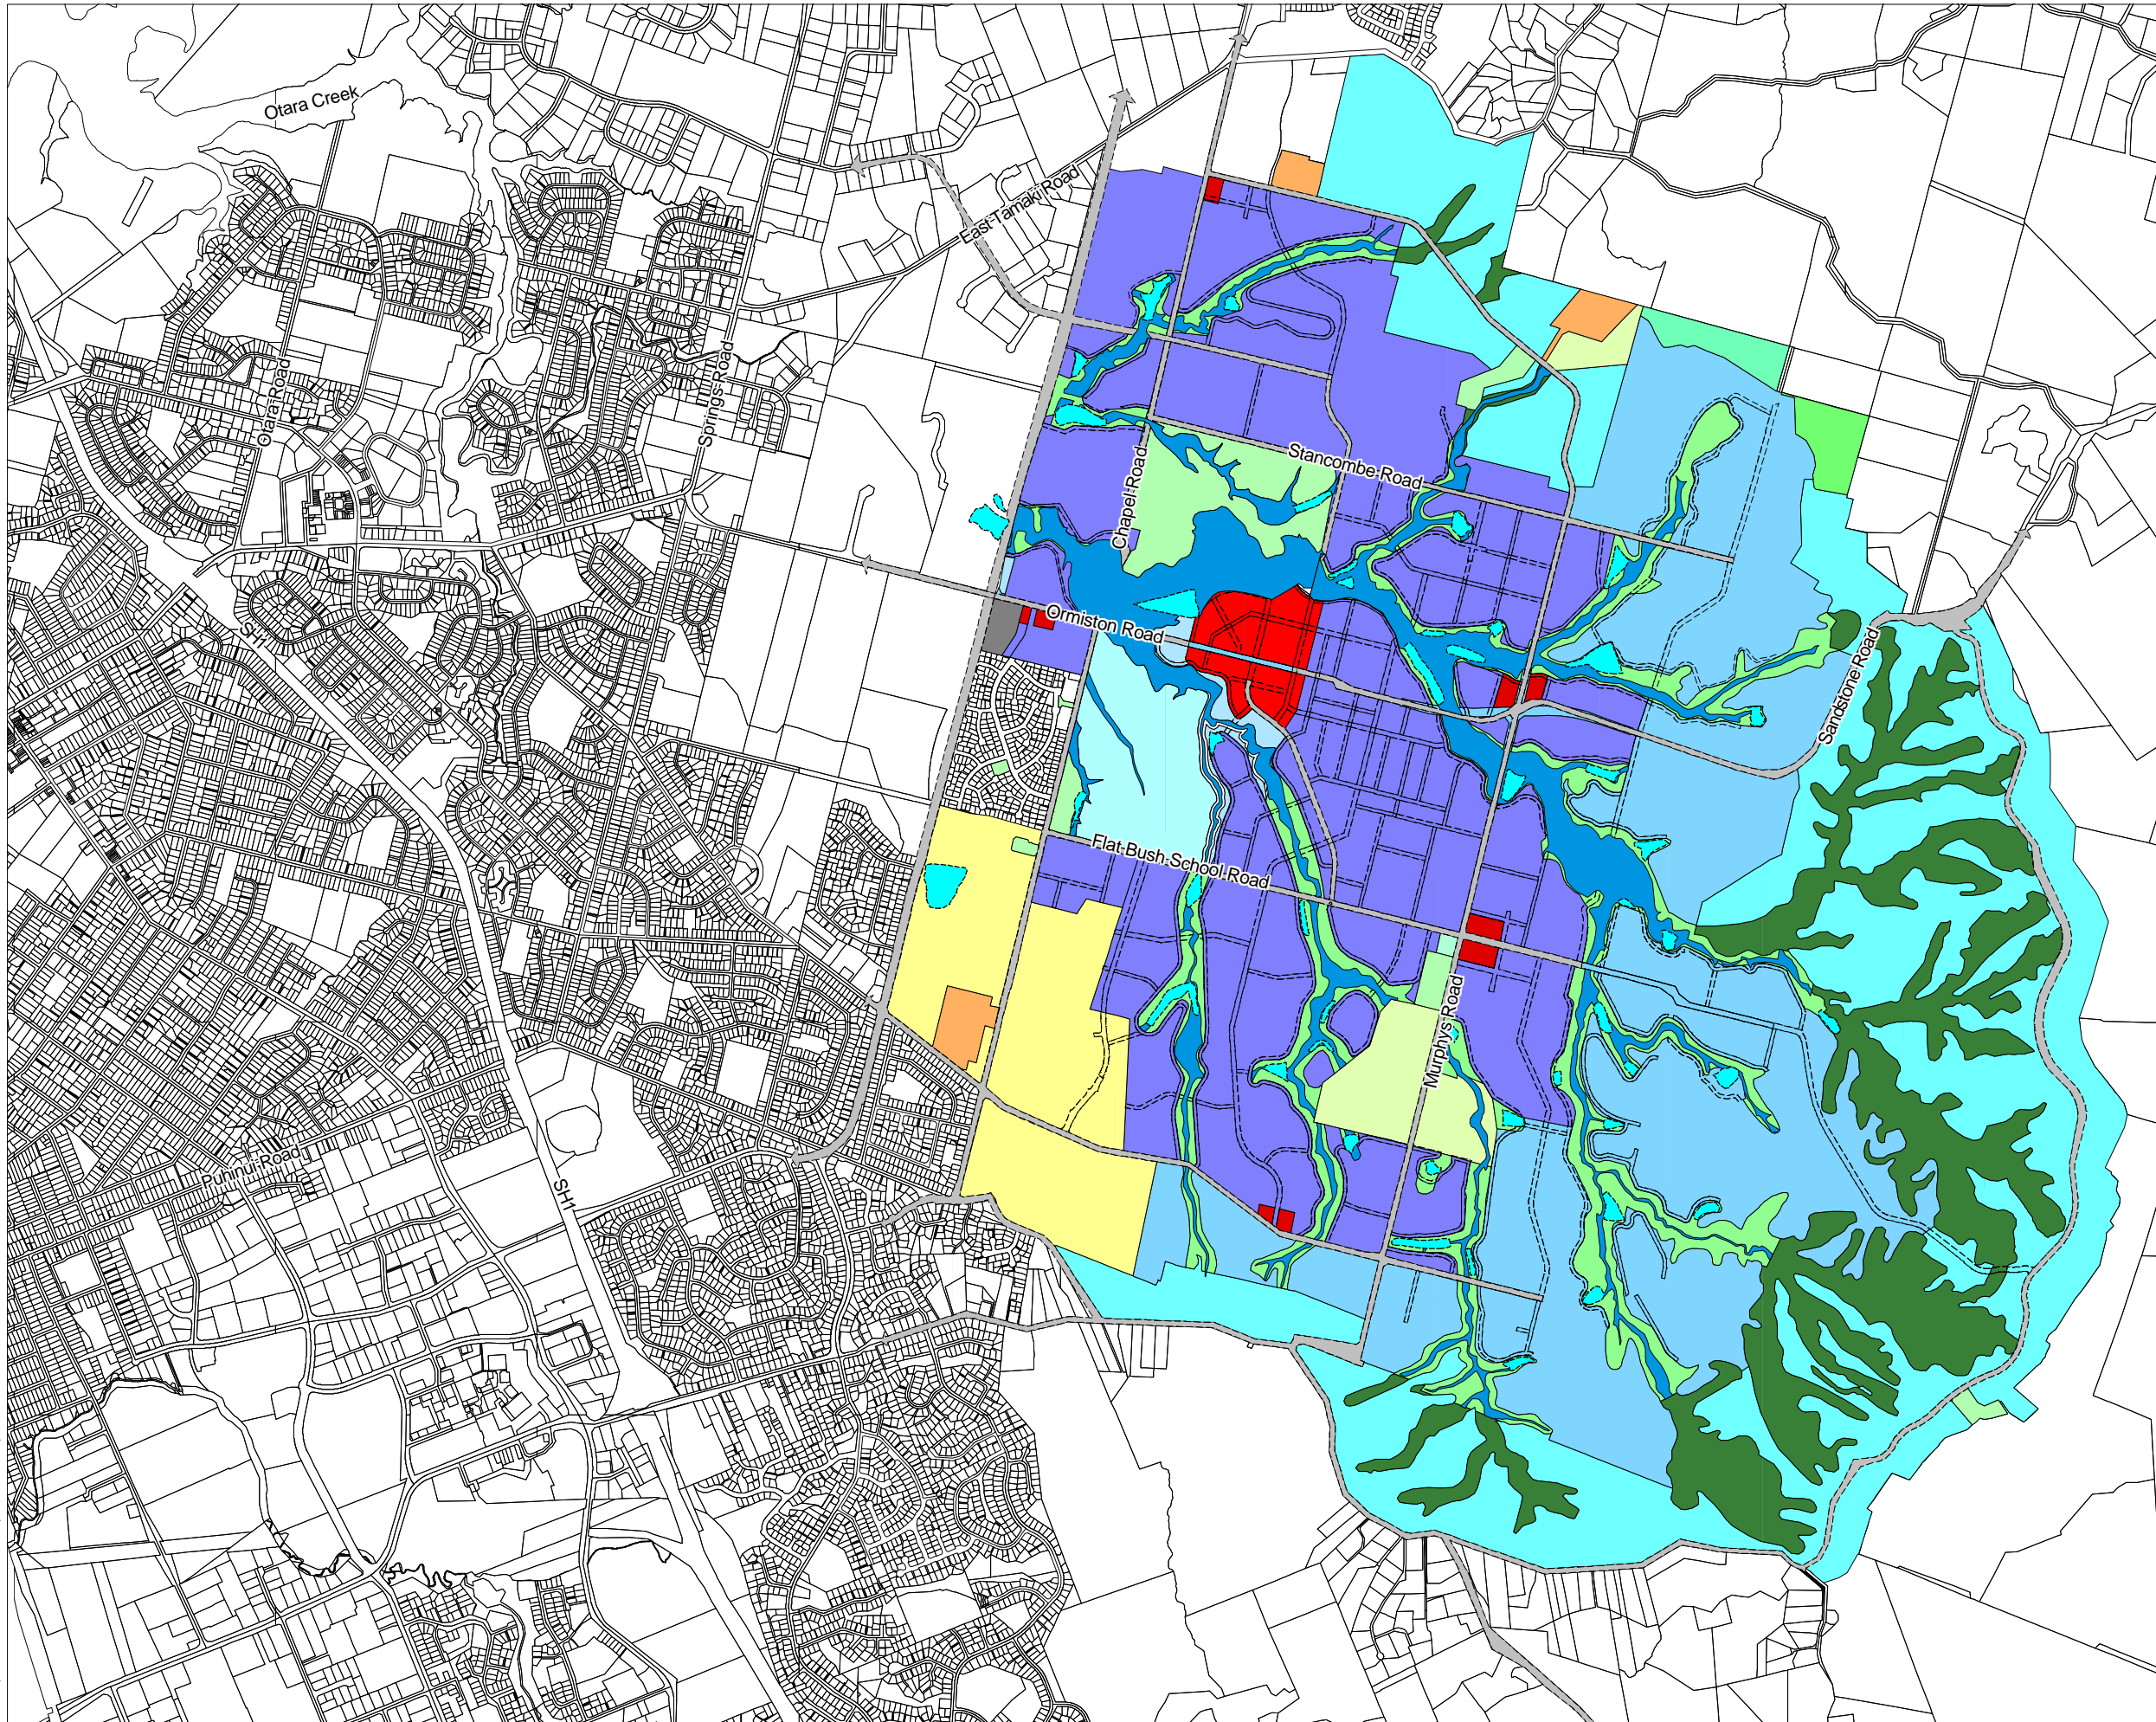 Otara Creek
East Tamaki Road
Otara Road
Springs Road
Stancombe Road
Chapel Road
Ormiston Road
SH1
Sandstone Road
Flat Bush School Road
Murphys Road
Puhinui Road
SH1